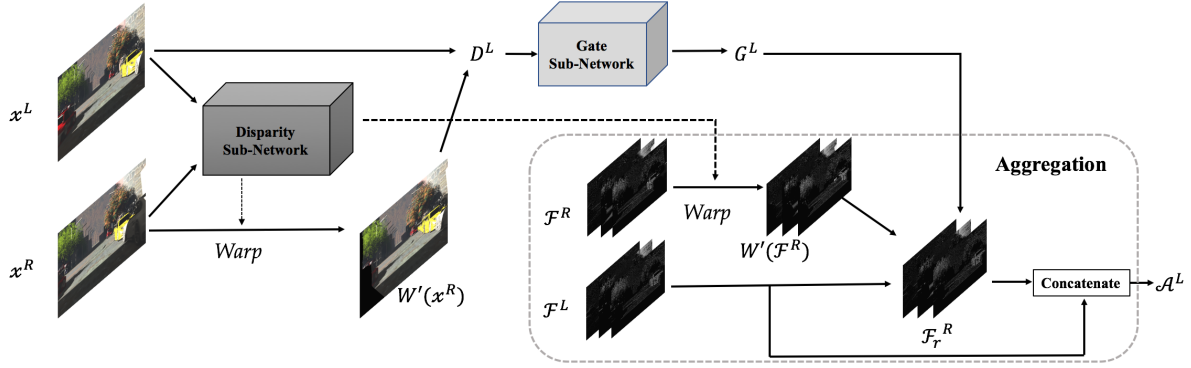 x^L
Disparity
Sub-Network
D^L
Gate
Sub-Network
G^L
x^R
Warp
W′(x^R)
Aggregation
ℱ^R
Warp
W′(ℱ^R)
ℱ^L
ℱ_r^R
Concatenate
𝒜^L